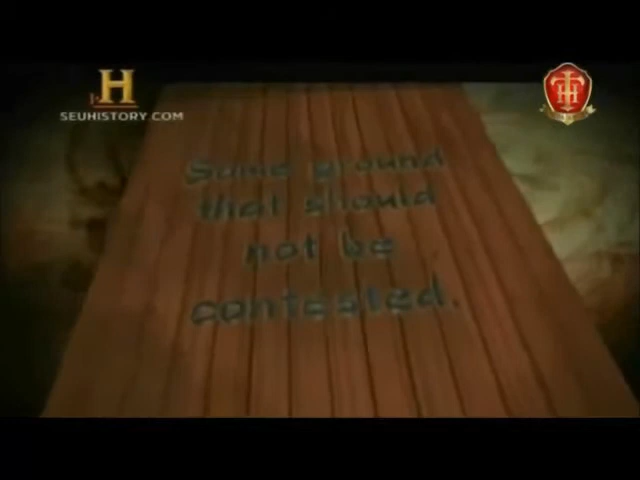 H
SEUHISTORY.COM
Some ground
that should
not be
contested.